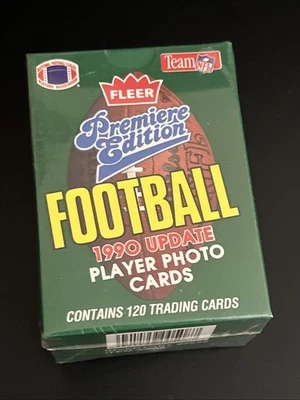 Team NFL
FLEER
Premiere
Edition
FOOTBALL
1990 UPDATE
PLAYER PHOTO
CARDS
CONTAINS 120 TRADING CARDS